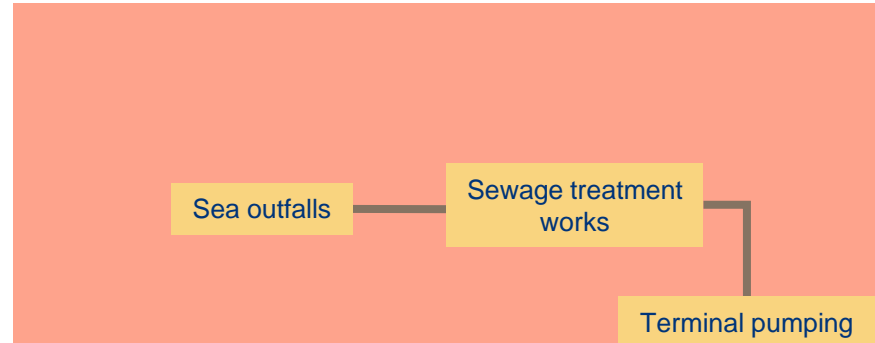 Sea outfalls
Sewage treatment
works
Terminal pumping